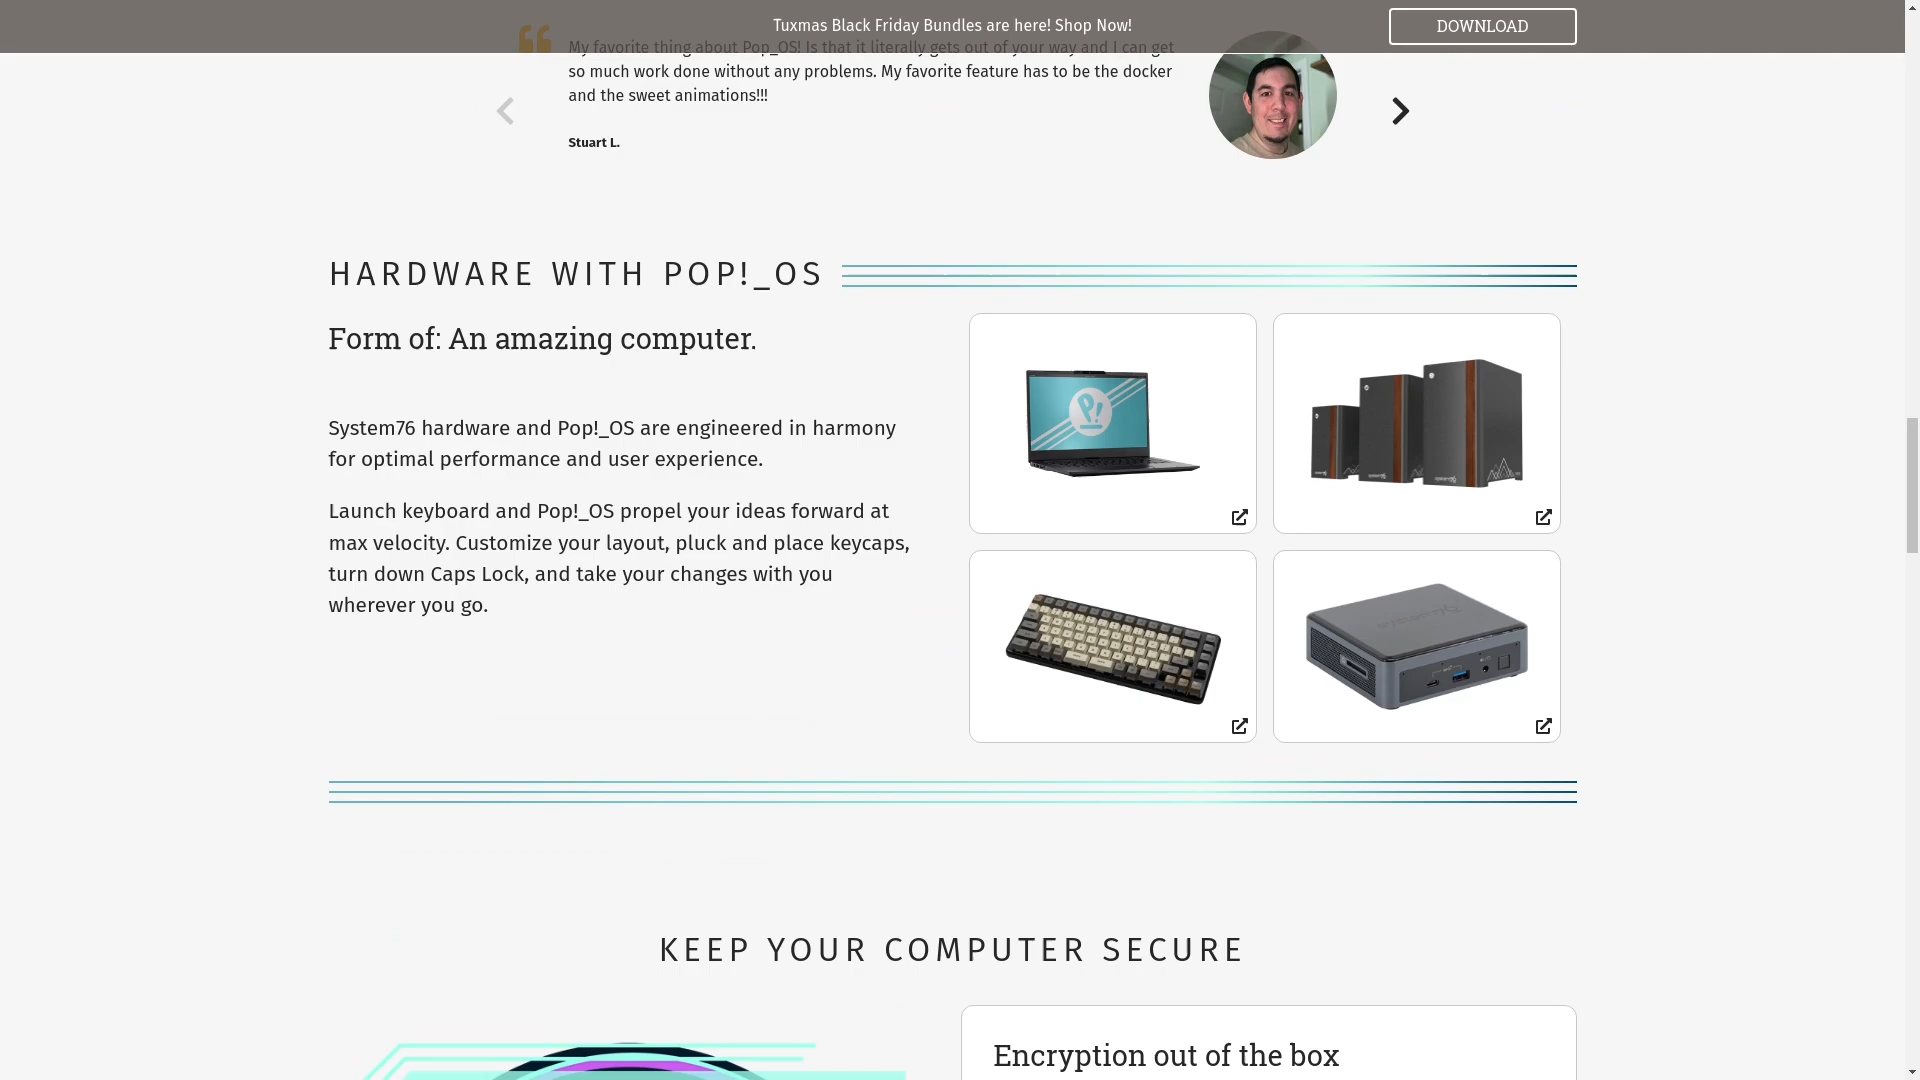 Tuxmas Black Friday Bundles are here! Shop Now!
DOWNLOAD
My favorite thing about Pop_OS! Is that it literally gets out of your way and I can get
so much work done without any problems. My favorite feature has to be the docker
and the sweet animations!!!
Stuart L.
HARDWARE WITH POP!_OS
Form of: An amazing computer.
System76 hardware and Pop!_OS are engineered in harmony
for optimal performance and user experience.
Launch keyboard and Pop!_OS propel your ideas forward at
max velocity. Customize your layout, pluck and place keycaps,
turn down Caps Lock, and take your changes with you
wherever you go.
P!
KEEP YOUR COMPUTER SECURE
Encryption out of the box